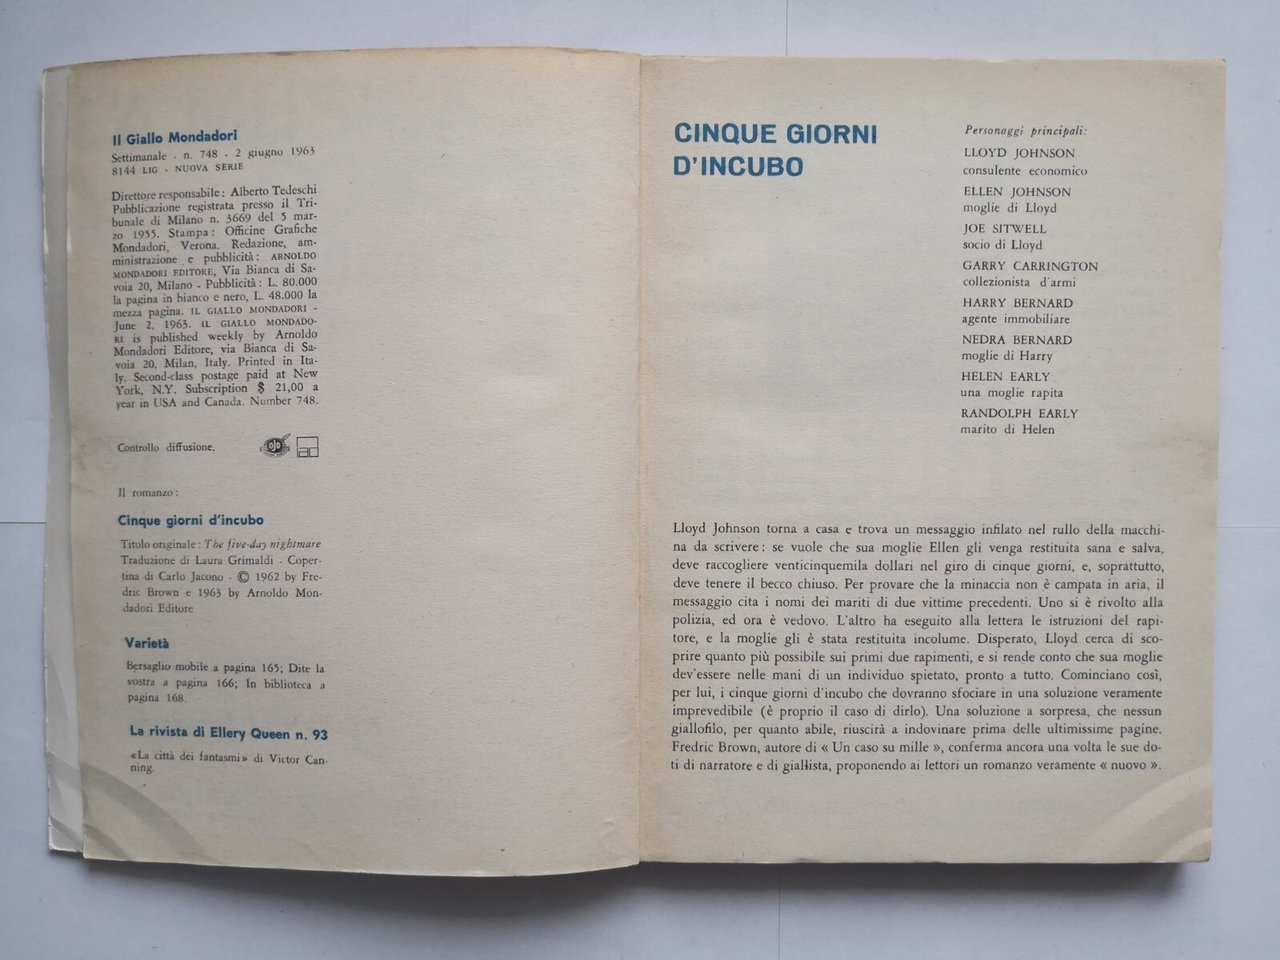 Il Giallo Mondadori
Settimanale - n. 748 - 2 giugno 1963
8144 LIG - NUOVA SERIE
Direttore responsabile: Alberto Tedeschi
Pubblicazione registrata presso il Tri-
bunale di Milano n. 3669 del 5 mar-
zo 1955. Stampa: Officine Grafiche
Mondadori, Verona. Redazione, am-
ministrazione e pubblicità: ARNOLDO
MONDADORI EDITORE, Via Bianca di Sa-
voia 20, Milano - Pubblicità: L. 80.000
la pagina in bianco e nero, L. 48.000 la
mezza pagina. IL GIALLO MONDADORI -
June 2, 1963. IL GIALLO MONDADO-
RI is published weekly by Arnoldo
Mondadori Editore, via Bianca di Sa-
voia 20, Milan, Italy. Printed in Ita-
ly. Second-class postage paid at New
York, N.Y. Subscription $ 21,00 a
year in USA and Canada. Number 748.
Controllo diffusione,
Il romanzo:
Cinque giorni d'incubo
Titolo originale: The five-day nightmare
Traduzione di Laura Grimaldi - Coper-
tina di Carlo Jacono - © 1962 by Fre-
dric Brown e 1963 by Arnoldo Mon-
dadori Editore
Varietà
Bersaglio mobile a pagina 165; Dite la
vostra a pagina 166; In biblioteca a
pagina 168.
La rivista di Ellery Queen n. 93
«La città dei fantasmi» di Victor Can-
ning.
CINQUE GIORNI
D'INCUBO
Personaggi principali:
LLOYD JOHNSON
consulente economico
ELLEN JOHNSON
moglie di Lloyd
JOE SITWELL
socio di Lloyd
GARRY CARRINGTON
collezionista d'armi
HARRY BERNARD
agente immobiliare
NEDRA BERNARD
moglie di Harry
HELEN EARLY
una moglie rapita
RANDOLPH EARLY
marito di Helen
Lloyd Johnson torna a casa e trova un messaggio infilato nel rullo della macchi-
na da scrivere: se vuole che sua moglie Ellen gli venga restituita sana e salva,
deve raccogliere venticinquemila dollari nel giro di cinque giorni, e, soprattutto,
deve tenere il becco chiuso. Per provare che la minaccia non è campata in aria, il
messaggio cita i nomi dei mariti di due vittime precedenti. Uno si è rivolto alla
polizia, ed ora è vedovo. L'altro ha eseguito alla lettera le istruzioni del rapi-
tore, e la moglie gli è stata restituita incolume. Disperato, Lloyd cerca di sco-
prire quanto più possibile sui primi due rapimenti, e si rende conto che sua moglie
dev'essere nelle mani di un individuo spietato, pronto a tutto. Cominciano così,
per lui, i cinque giorni d'incubo che dovranno sfociare in una soluzione veramente
imprevedibile (è proprio il caso di dirlo). Una soluzione a sorpresa, che nessun
giallofilo, per quanto abile, riuscirà a indovinare prima delle ultimissime pagine.
Fredric Brown, autore di « Un caso su mille », conferma ancora una volta le sue do-
ti di narratore e di giallista, proponendo ai lettori un romanzo veramente « nuovo ».